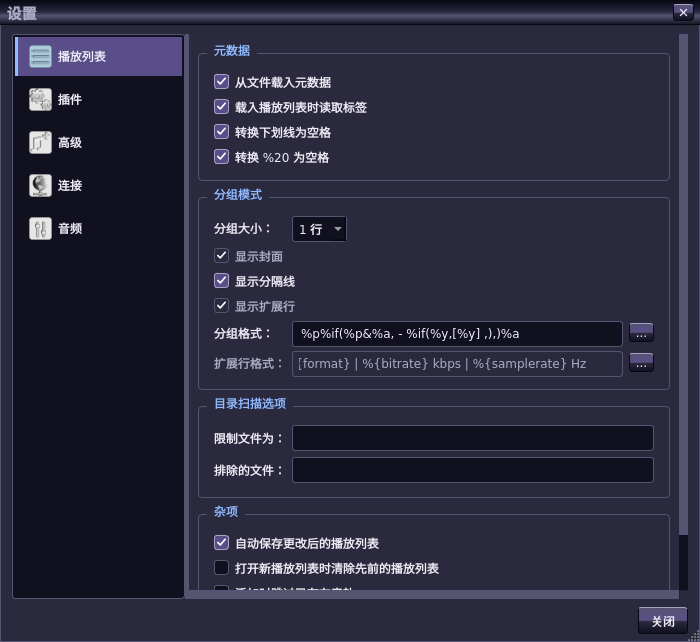 设置
播放列表
插件
高级
连接
音频
元数据
从文件载入元数据
载入播放列表时读取标签
转换下划线为空格
转换 %20 为空格
分组模式
分组大小： 1 行
显示封面
显示分隔线
显示扩展行
分组格式： %p%if(%p&%a, - %if(%y,[%y] ,),)%a ...
扩展行格式： [format} | %{bitrate} kbps | %{samplerate} Hz ...
目录扫描选项
限制文件为：
排除的文件：
杂项
自动保存更改后的播放列表
打开新播放列表时清除先前的播放列表
关闭